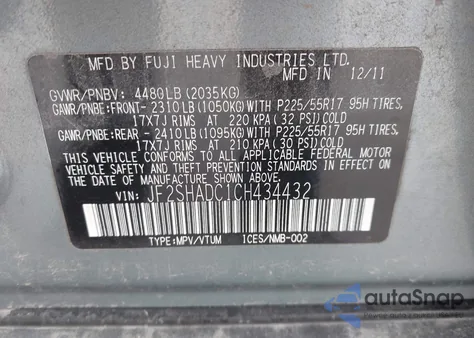 MFD. BY FUJI HEAVY INDUSTRIES LTD.
MADE IN JAPAN 12/11
GVWR/PNBV: 4480LB (2035KG)
GAWR/PNBE: FRONT- 2310LB (1050KG) WITH P225/55R17 95H TIRES,
17X7J RIMS AT 220 KPA (32 PSI) COLD
GAWR/PNBE: REAR - 2410LB (1095KG) WITH P225/55R17 95H TIRES,
17X7J RIMS AT 210 KPA (30 PSI) COLD
THIS VEHICLE CONFORMS TO ALL APPLICABLE FEDERAL MOTOR
VEHICLE SAFETY AND THEFT PREVENTION STANDARDS IN EFFECT
ON THE DATE OF MANUFACTURE SHOWN ABOVE.
VIN: JF2SHADC1CH434432
TYPE:MPV/VTUM ICES/NMB-002
autoSnap